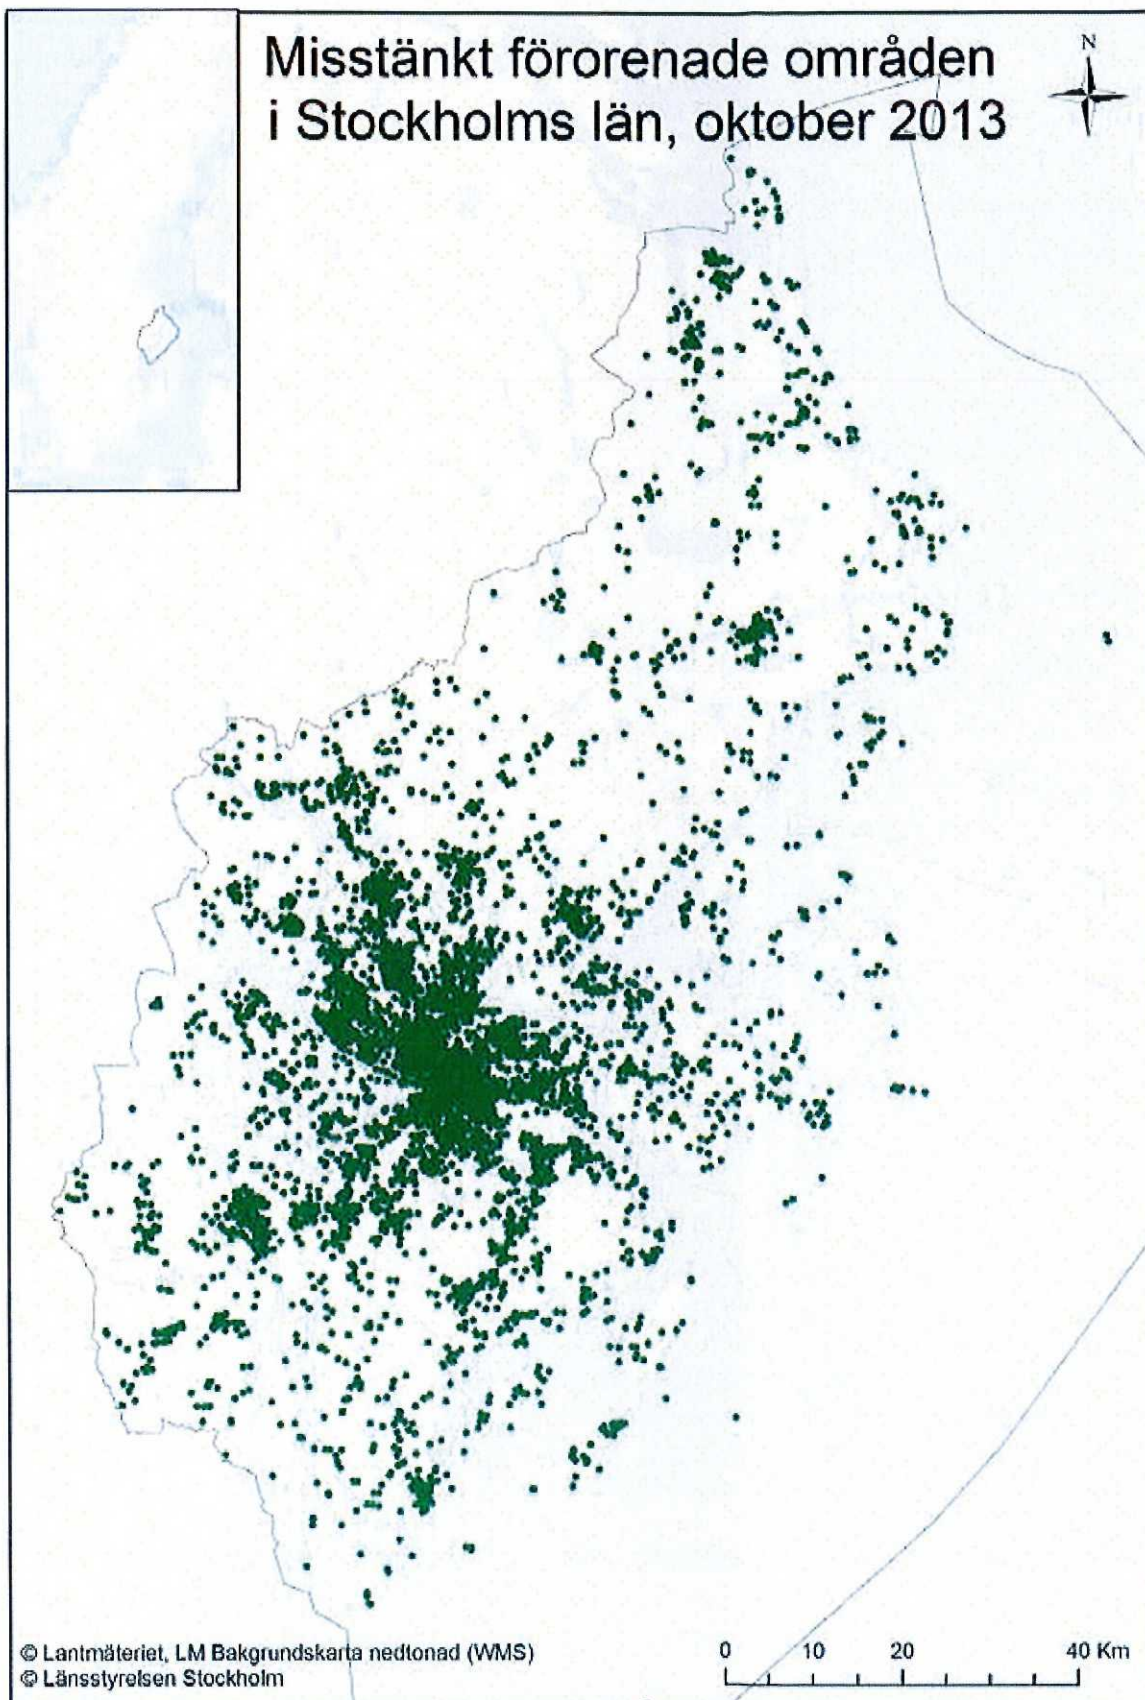 Misstänkt förorenade områden
i Stockholms län, oktober 2013
N
© Lantmäteriet, LM Bakgrundskarta nedtonad (WMS)
© Länsstyrelsen Stockholm
0 10 20 40 Km